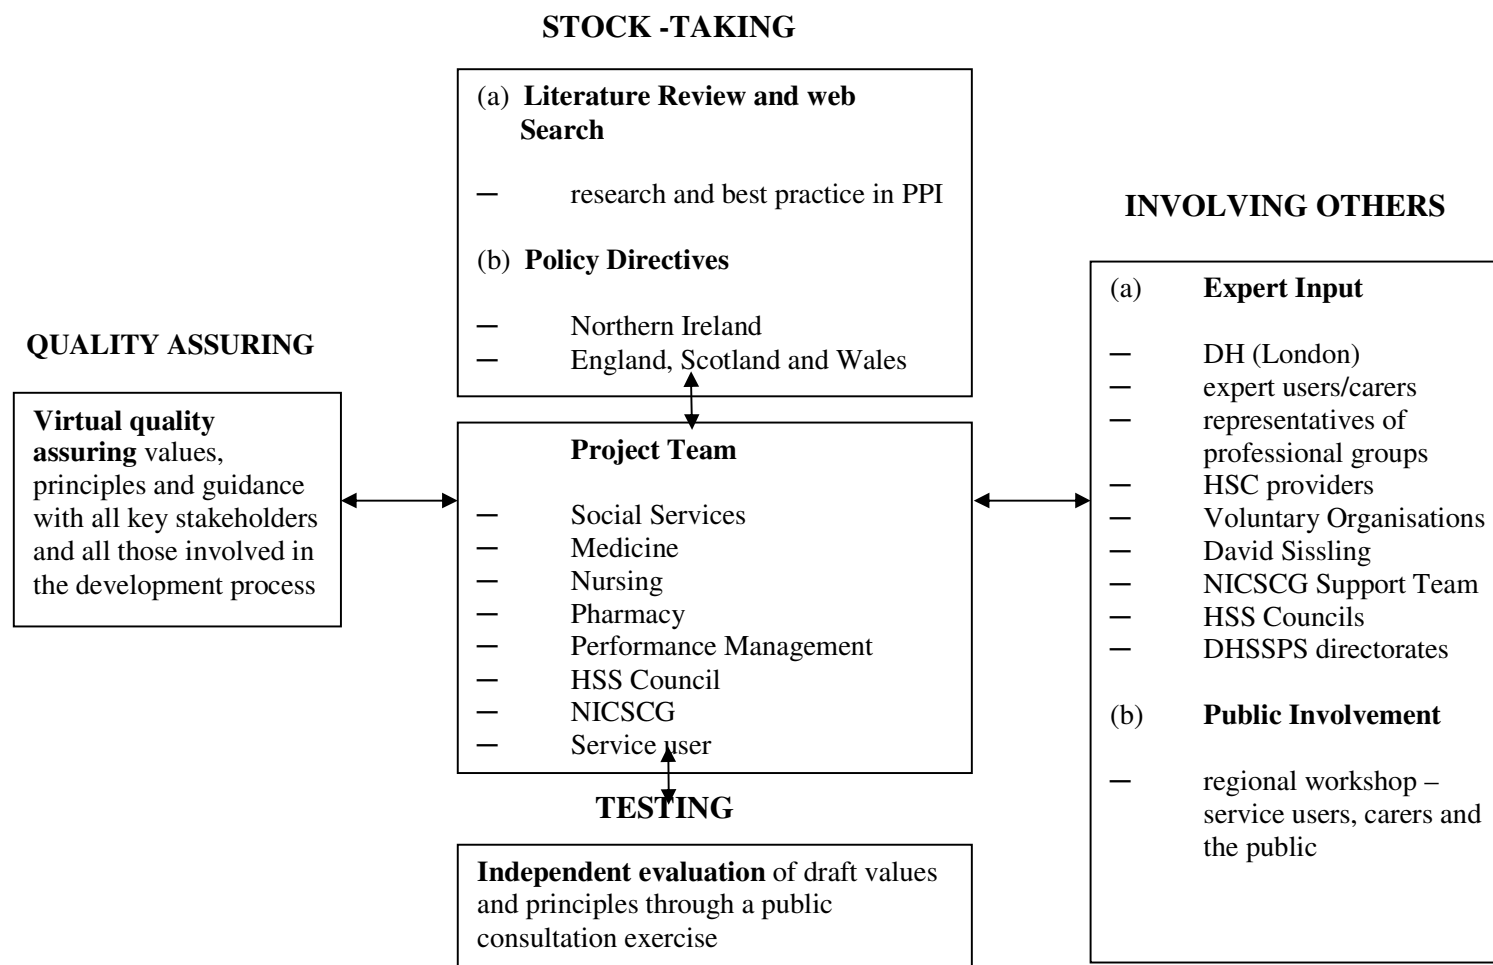 STOCK -TAKING
(a) Literature Review and web
Search
— research and best practice in PPI
(b) Policy Directives
— Northern Ireland
— England, Scotland and Wales
QUALITY ASSURING
Virtual quality
assuring values,
principles and guidance
with all key stakeholders
and all those involved in
the development process
Project Team
— Social Services
— Medicine
— Nursing
— Pharmacy
— Performance Management
— HSS Council
— NICSCG
— Service user
INVOLVING OTHERS
(a) Expert Input
— DH (London)
— expert users/carers
— representatives of
professional groups
— HSC providers
— Voluntary Organisations
— David Sissling
— NICSCG Support Team
— HSS Councils
— DHSSPS directorates
(b) Public Involvement
— regional workshop –
service users, carers and
the public
TESTING
Independent evaluation of draft values
and principles through a public
consultation exercise